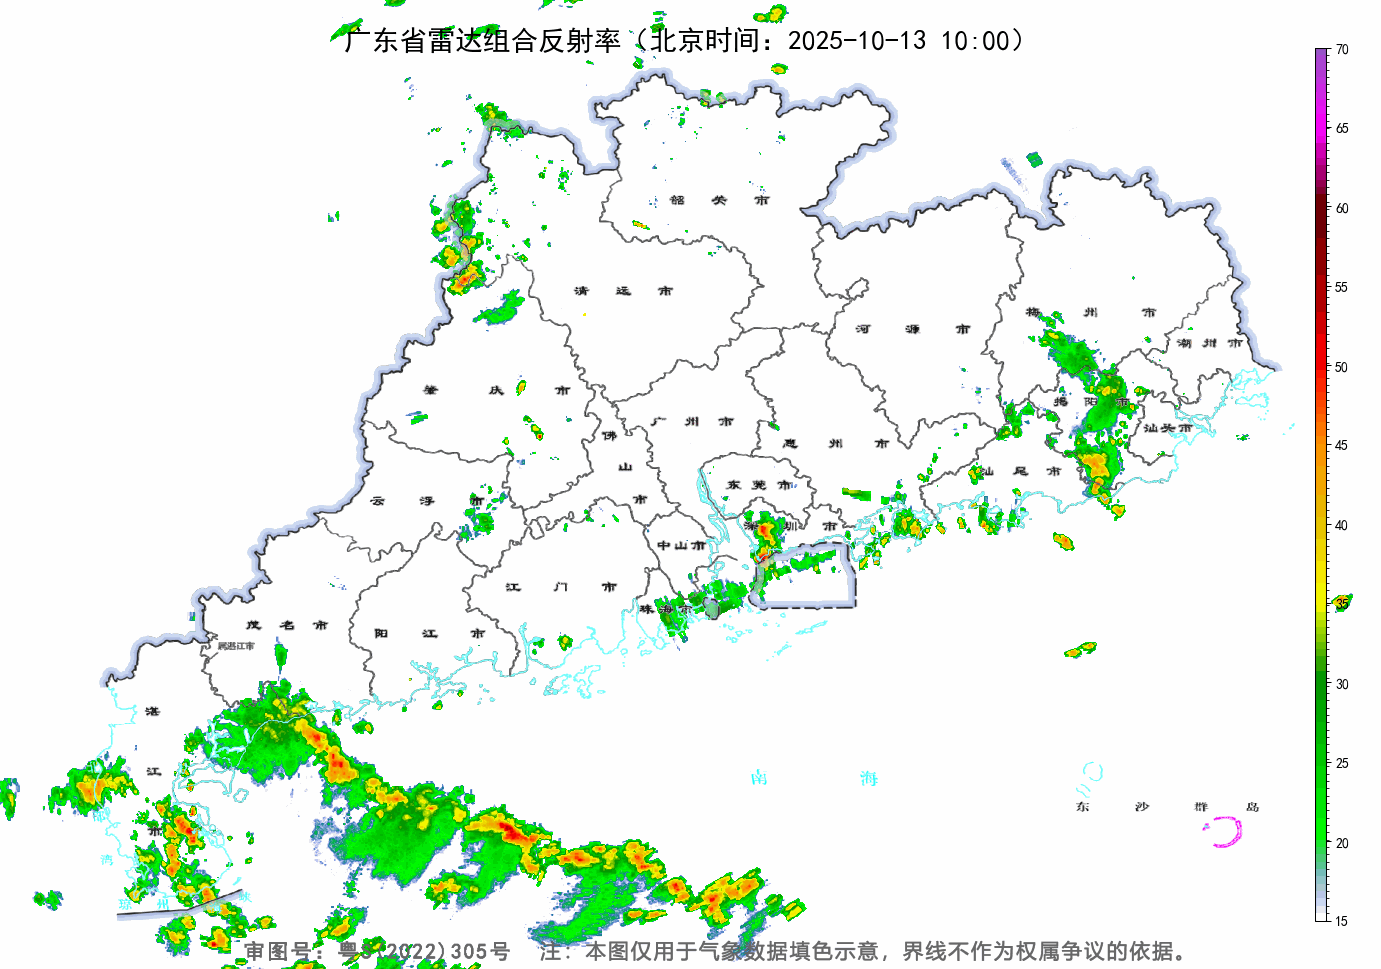 广东省雷达组合反射率（北京时间：2025-10-13 10:00）
70
65
60
55
50
45
40
35
30
25
20
15
韶关市
清远市
河源市
梅州市
潮州市
肇庆市
揭阳市
广州市
佛山市
惠州市
汕头市
汕尾市
东莞市
云浮市
深圳市
中山市
江门市
珠海市
茂名市
阳江市
属湛江市
湛江市
南海
东沙群岛
湾
琼州峡
审图号：粤S(2022)305号 注：本图仅用于气象数据填色示意，界线不作为权属争议的依据。